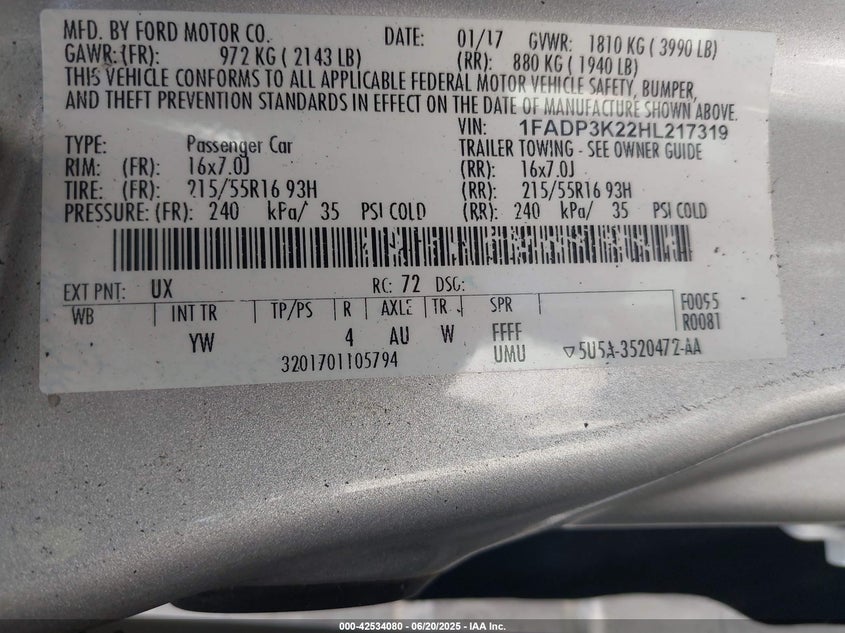 MFD. BY FORD MOTOR CO. DATE: 01/17 GVWR: 1810 KG ( 3990 LB)
GAWR:(FR): 972 KG ( 2143 LB) (RR): 880 KG ( 1940 LB)
THIS VEHICLE CONFORMS TO ALL APPLICABLE FEDERAL MOTOR VEHICLE SAFETY, BUMPER,
AND THEFT PREVENTION STANDARDS IN EFFECT ON THE DATE OF MANUFACTURE SHOWN ABOVE.
VIN: 1FADP3K22HL217319
TYPE: Passenger Car TRAILER TOWING - SEE OWNER GUIDE
RIM: (FR): 16x7.0J (RR): 16x7.0J
TIRE: (FR): 215/55R16 93H (RR): 215/55R16 93H
PRESSURE: (FR): 240 kPa/ 35 PSI COLD (RR): 240 kPa/ 35 PSI COLD
EXT PNT: UX RC: 72 DSO:
WB INT TR TP/PS R AXLE TR SPR F0095
R0081
YW 4 AU W FFFF
3201701105794 UMU ▽5U5A-3520472-AA
000-42534080 - 06/20/2025 - IAA Inc.